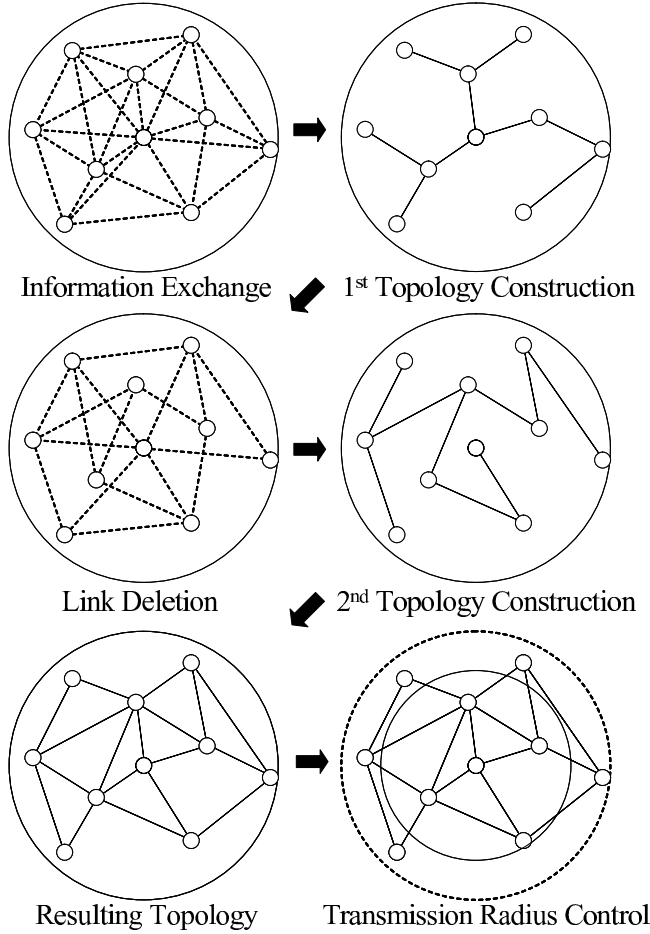 Information Exchange
1st Topology Construction
Link Deletion
2nd Topology Construction
Resulting Topology
Transmission Radius Control